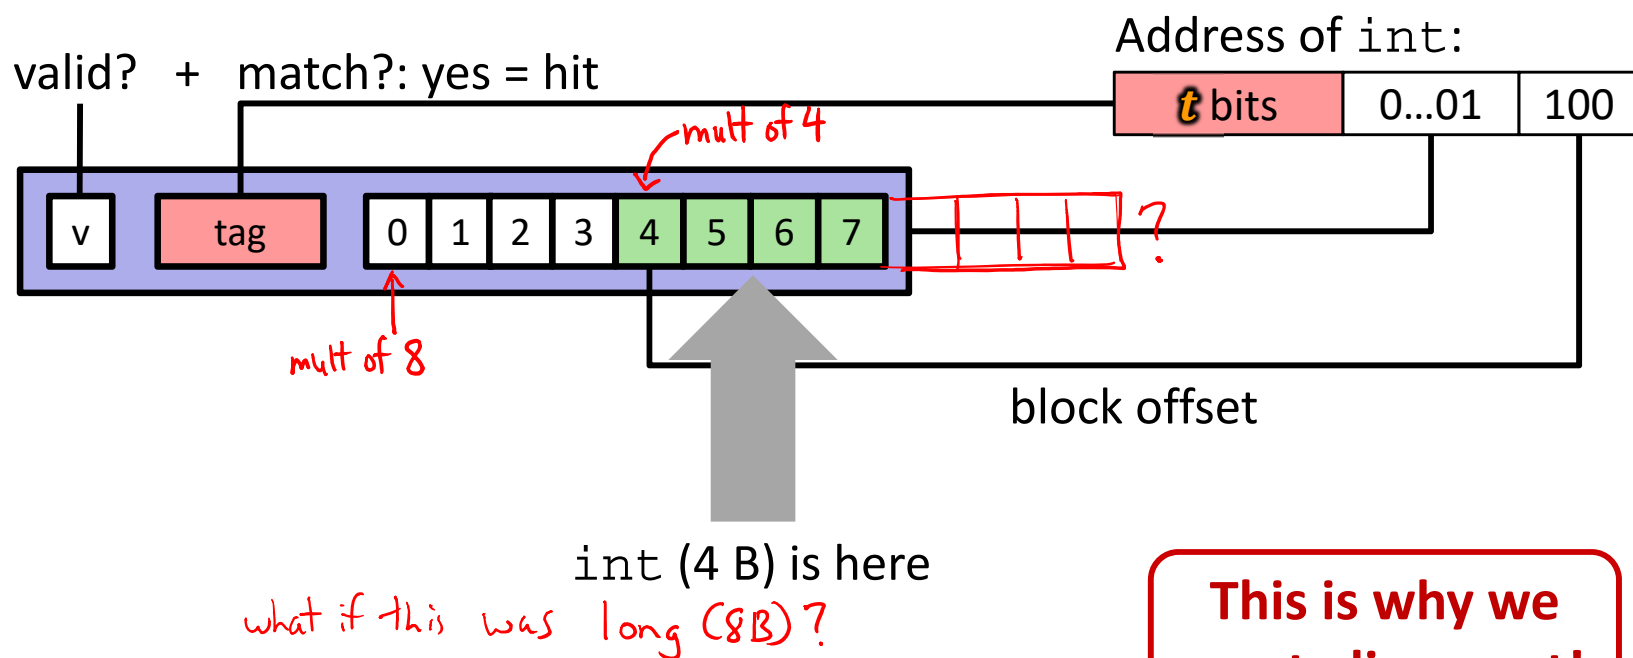 Address of int:
valid? + match?: yes = hit
t bits 0...01 100
mult of 4
v tag 0 1 2 3 4 5 6 7 ?
mult of 8
block offset
int (4 B) is here
This is why we
what if this was long (8B)?